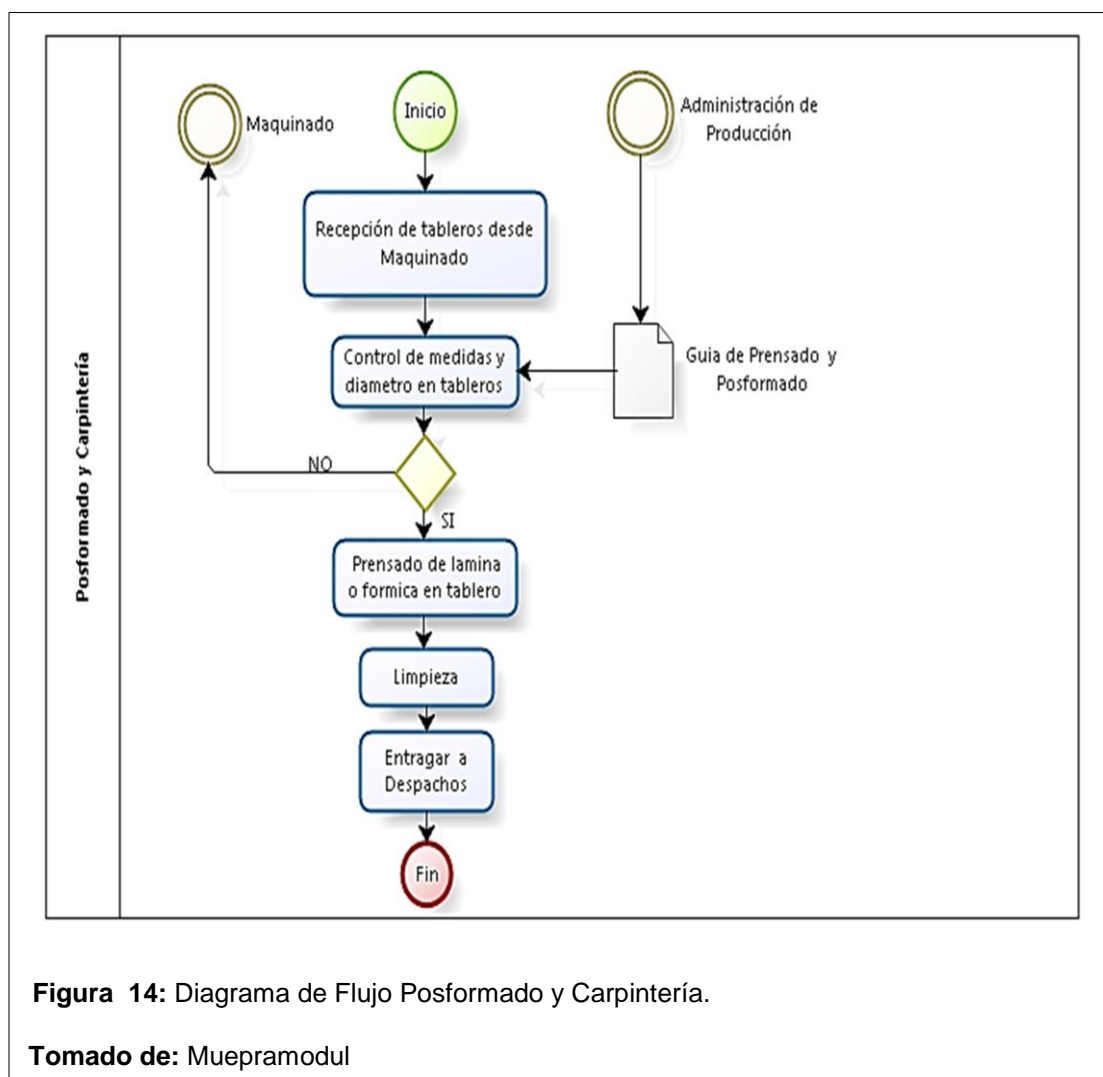 Posformado y Carpintería
Maquinado
Inicio
Administración de
Producción
Recepción de tableros desde
Maquinado
Control de medidas y
diametro en tableros
Guia de Prensado y
Posformado
NO
SI
Prensado de lamina
o formica en tablero
Limpieza
Entragar a
Despachos
Fin
Figura 14: Diagrama de Flujo Posformado y Carpintería.
Tomado de: Muepramodul